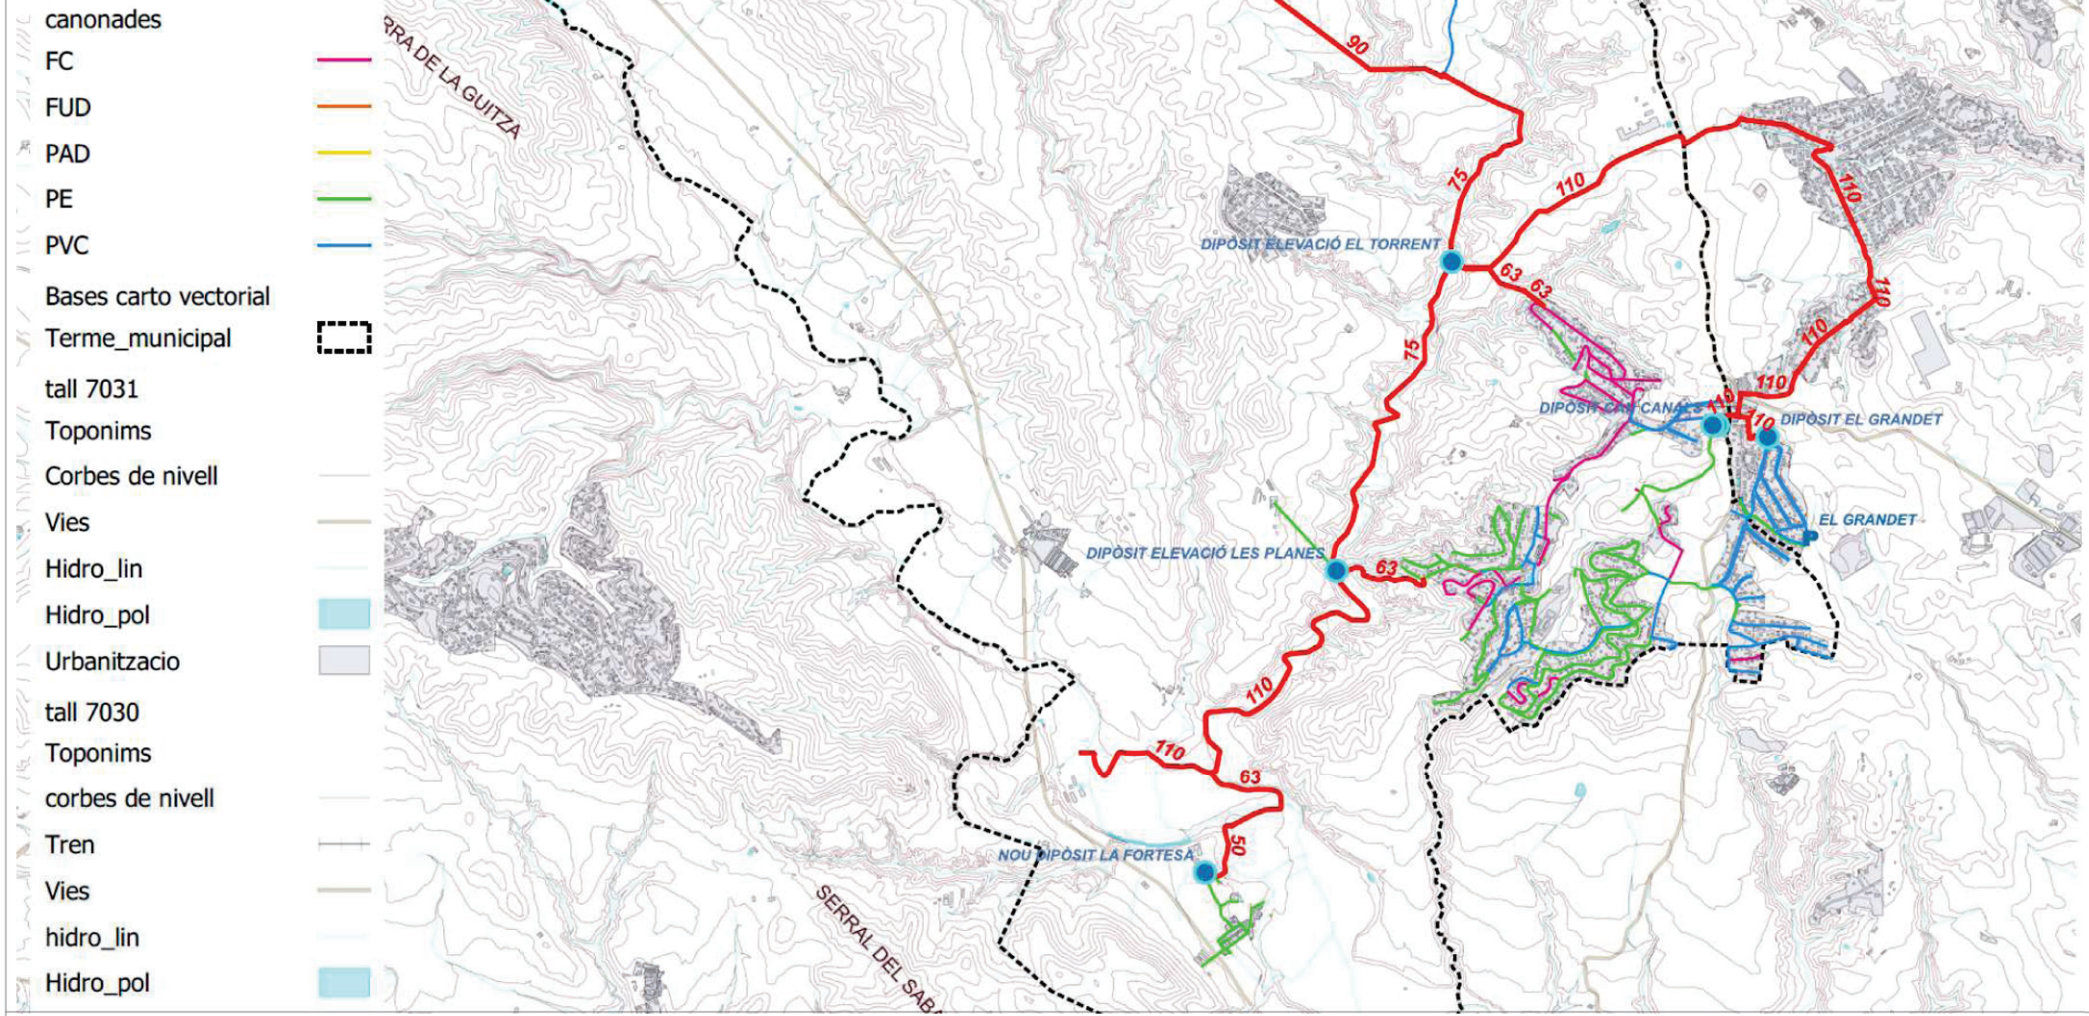 canonades
FC
FUD
PAD
PE
PVC
Bases carto vectorial
Terme_municipal
tall 7031
Toponims
Corbes de nivell
Vies
Hidro_lin
Hidro_pol
Urbanitzacio
tall 7030
Toponims
corbes de nivell
Tren
Vies
hidro_lin
Hidro_pol
RRA DE LA GUITZA
90
75
110
110
DIPÒSIT ELEVACIÓ EL TORRENT
63
63
110
75
110
110
DIPÒSIT CAN CANALS
110
110
DIPÒSIT EL GRANDET
EL GRANDET
DIPÒSIT ELEVACIÓ LES PLANES
63
110
110
63
50
NOU DIPÒSIT LA FORTESA
SERRAL DEL SABA